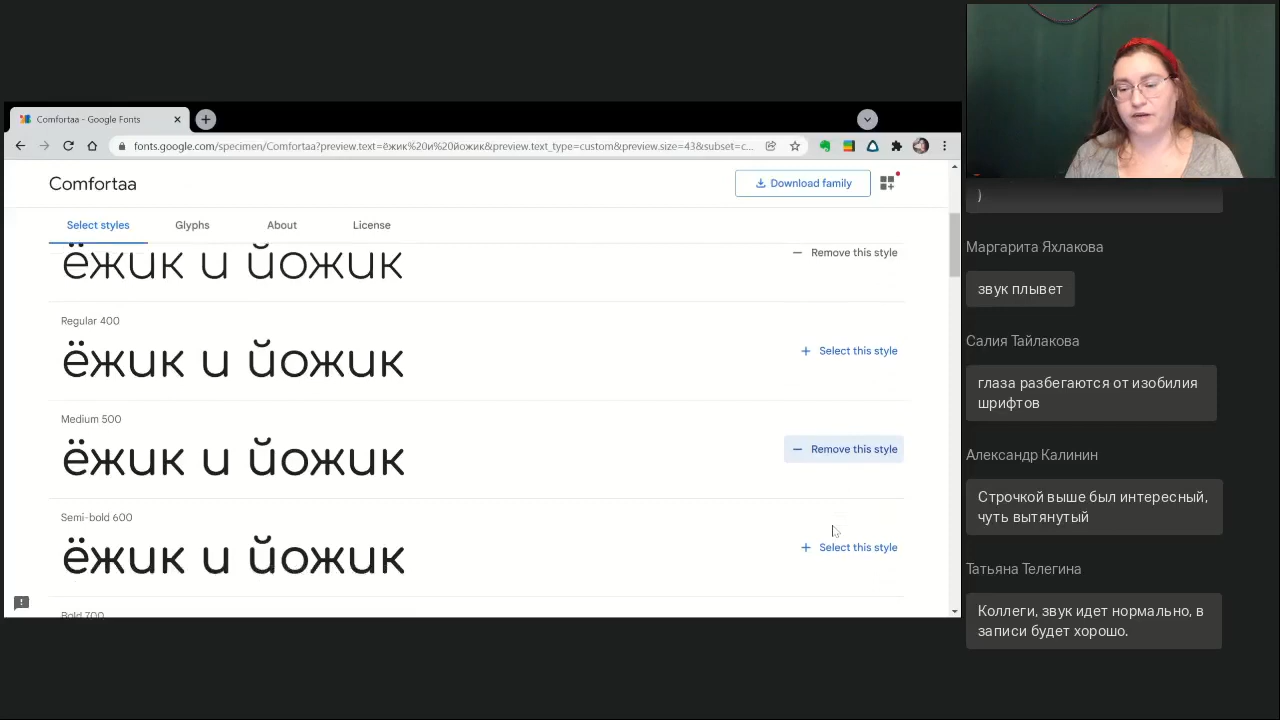 Comfortaa - Google Fonts
fonts.google.com/specimen/Comfortaa?preview.text=ёжик%20и%20йожик&preview.text_type=custom&preview.size=43&subset=c...
Comfortaa
Download family
Select styles
Glyphs
About
License
ёжик и йожик
Remove this style
Regular 400
ёжик и йожик
Select this style
Medium 500
ёжик и йожик
Remove this style
Semi-bold 600
ёжик и йожик
Select this style
Bold 700
)
Маргарита Яхлакова
звук плывет
Салия Тайлакова
глаза разбегаются от изобилия
шрифтов
Александр Калинин
Строчкой выше был интересный,
чуть вытянутый
Татьяна Телегина
Коллеги, звук идет нормально, в
записи будет хорошо.